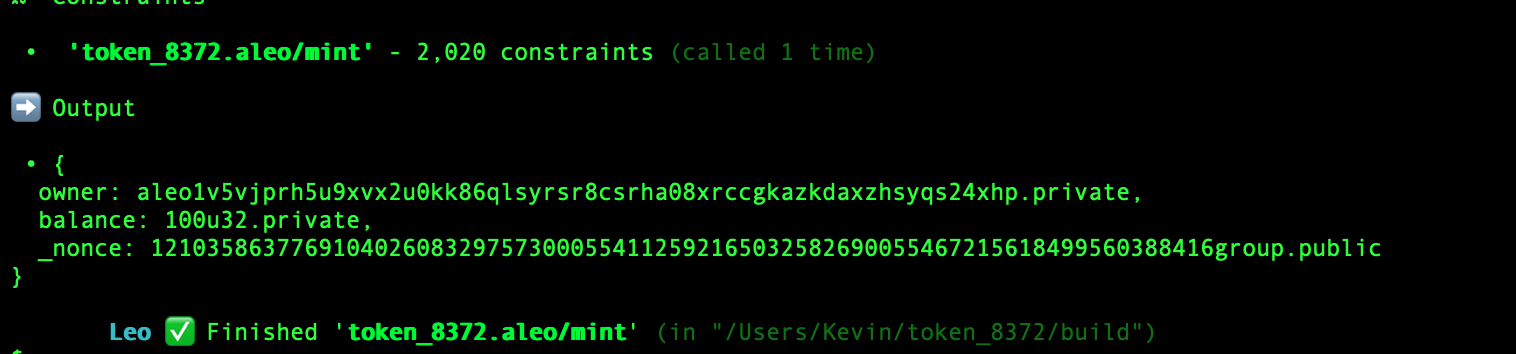 Constraints
• 'token_8372.aleo/mint' - 2,020 constraints (called 1 time)
➡️ Output
• {
owner: aleo1v5vjprh5u9xvx2u0kk86qlsyrsr8csrha08xrccgkazkdaxzhsyqs24xhp.private,
balance: 100u32.private,
_nonce: 1210358637769104026083297573000554112592165032582690055467215618499560388416group.public
}
Leo ✅ Finished 'token_8372.aleo/mint' (in "/Users/Kevin/token_8372/build")